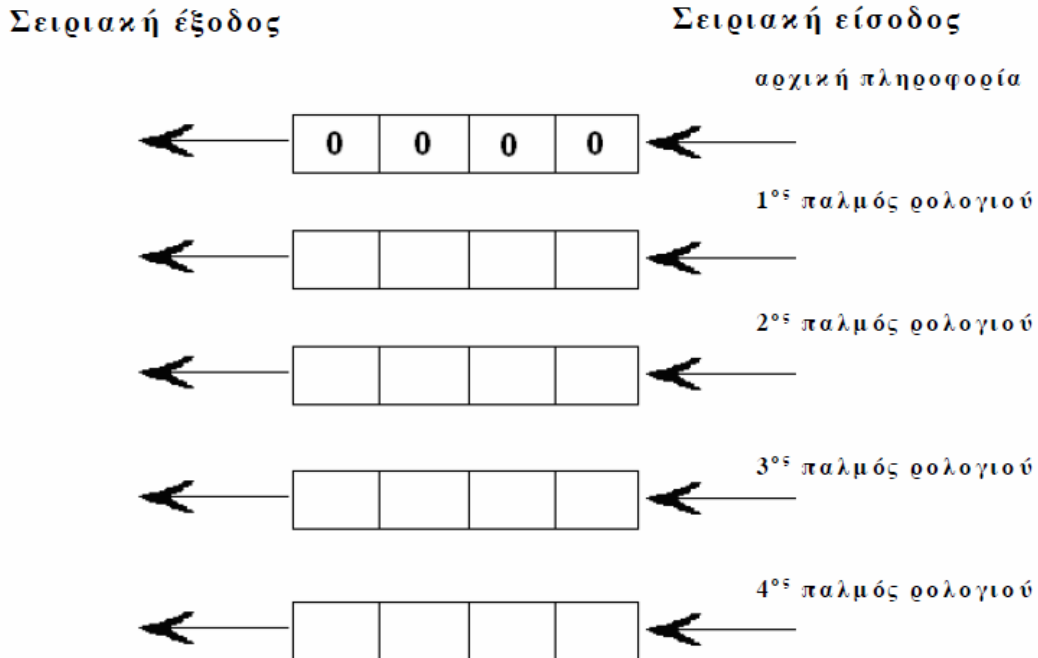 Σειριακή έξοδος
Σειριακή είσοδος
αρχική πληροφορία
0 0 0 0
1ος παλμός ρολογιού
2ος παλμός ρολογιού
3ος παλμός ρολογιού
4ος παλμός ρολογιού